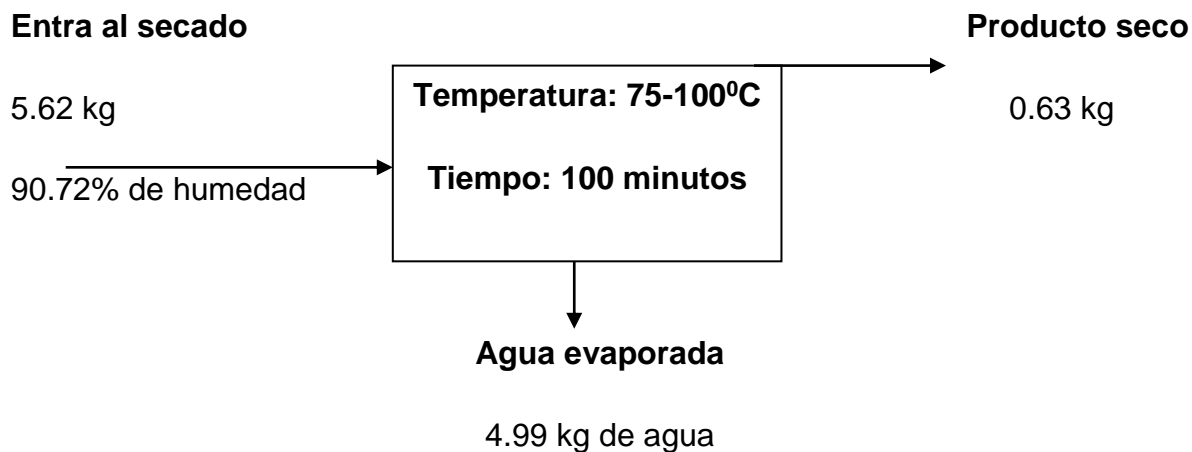 Entra al secado
Producto seco
5.62 kg
Temperatura: 75-100⁰C
0.63 kg
90.72% de humedad
Tiempo: 100 minutos
Agua evaporada
4.99 kg de agua